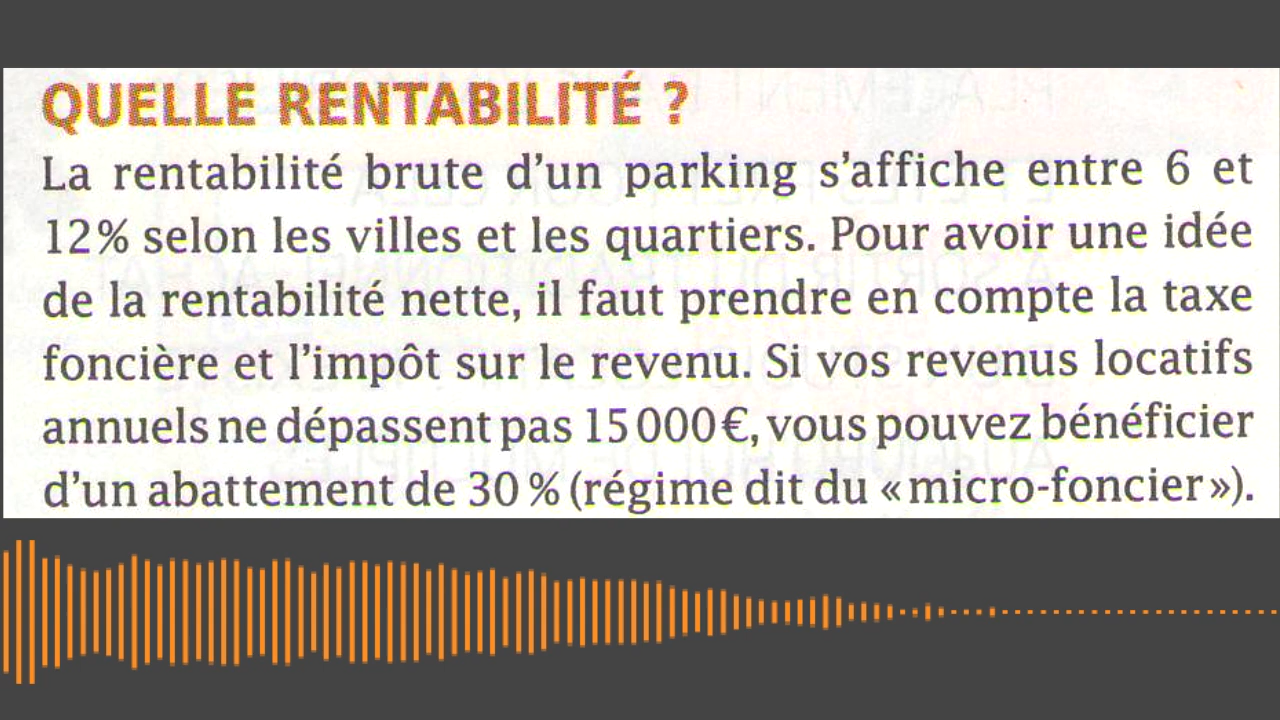 QUELLE RENTABILITÉ ?
La rentabilité brute d'un parking s'affiche entre 6 et
12% selon les villes et les quartiers. Pour avoir une idée
de la rentabilité nette, il faut prendre en compte la taxe
foncière et l'impôt sur le revenu. Si vos revenus locatifs
annuels ne dépassent pas 15 000 €, vous pouvez bénéficier
d'un abattement de 30 % (régime dit du « micro-foncier »).